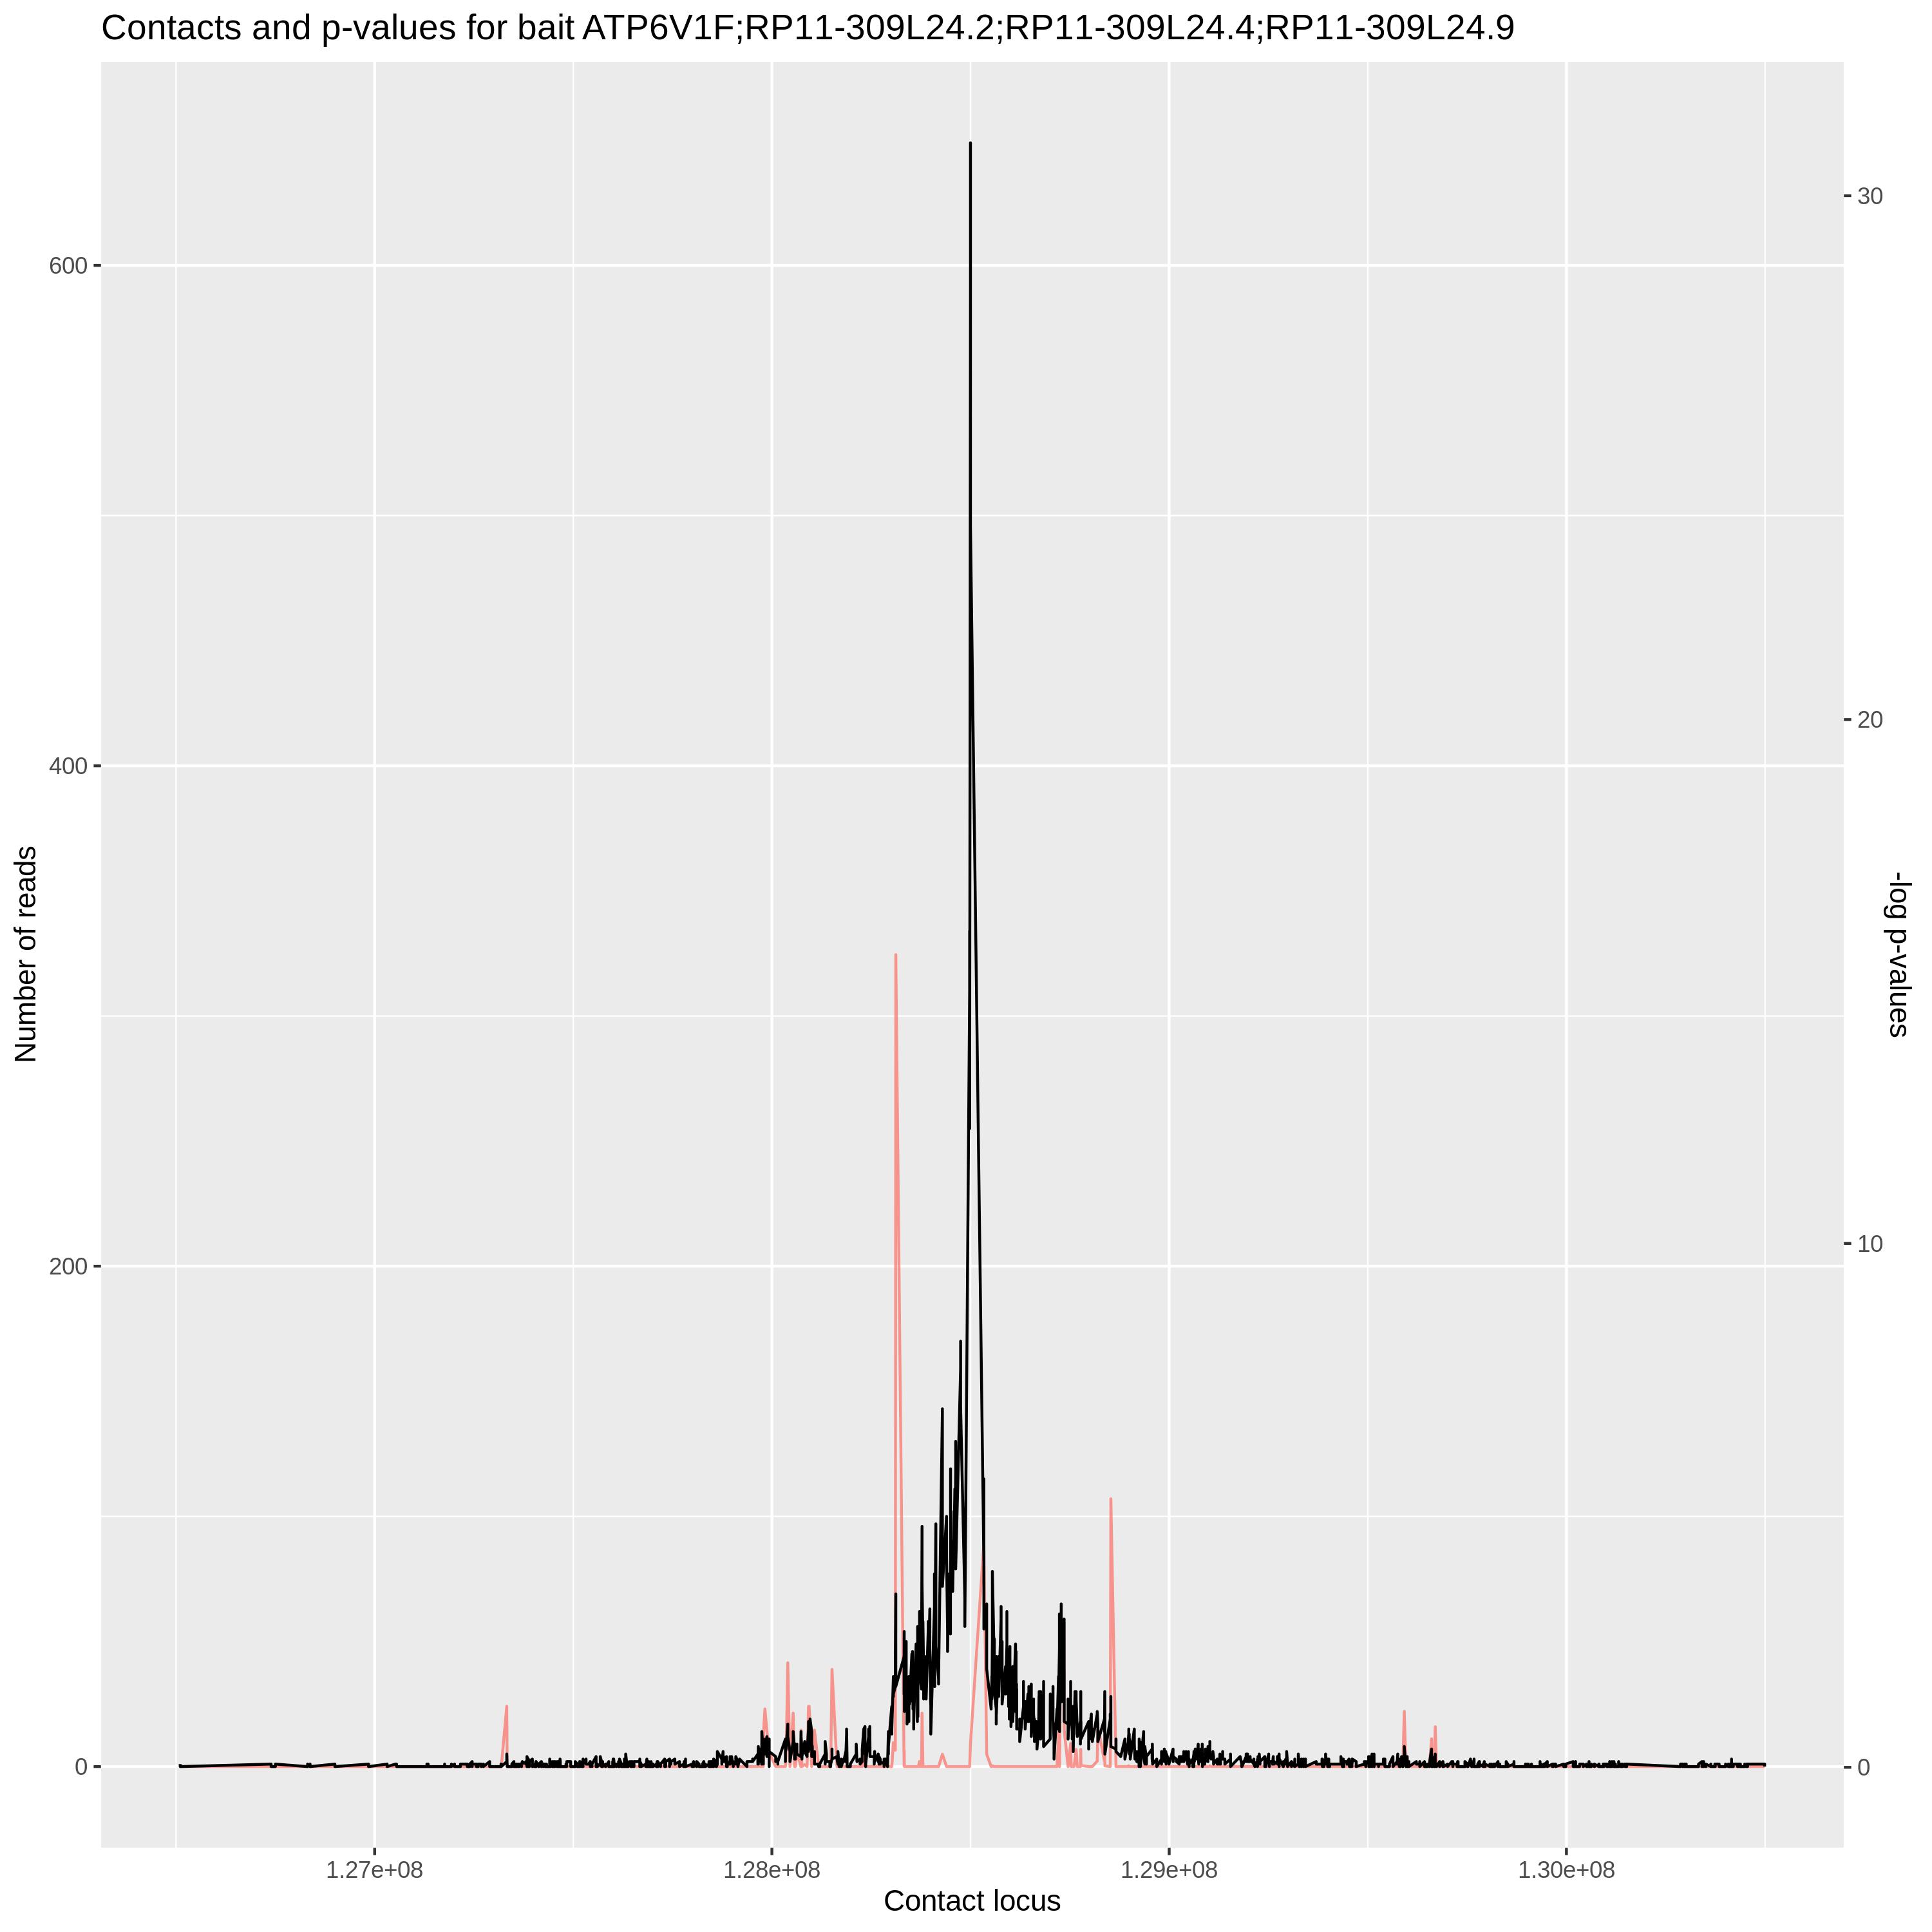 Contacts and p-values for bait ATP6V1F;RP11-309L24.2;RP11-309L24.4;RP11-309L24.9
600
400
200
0
Number of reads
30
20
10
0
-log p-values
1.27e+08
1.28e+08
1.29e+08
1.30e+08
Contact locus